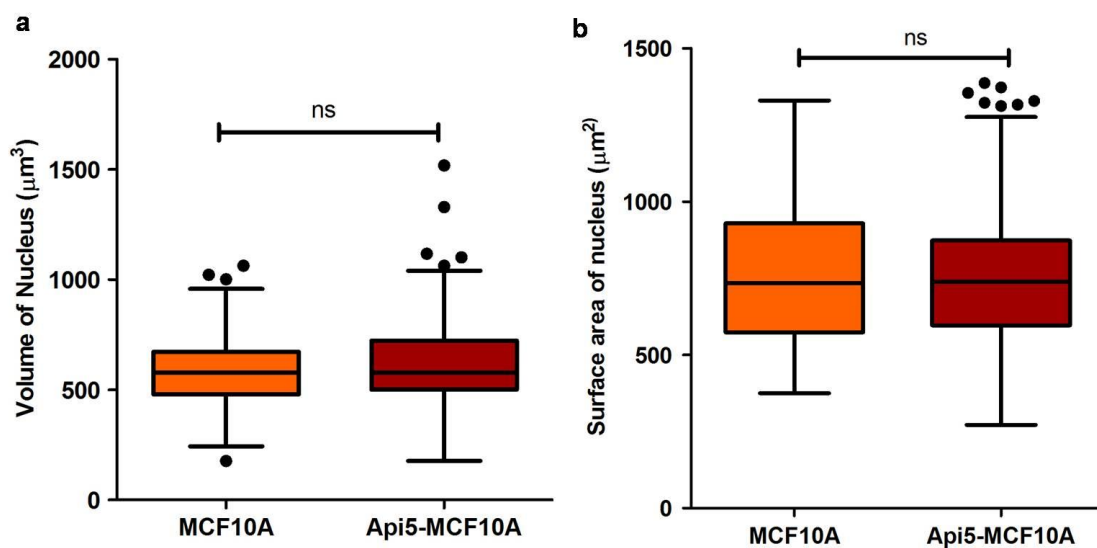 a
2000
1500
1000
500
0
Volume of Nucleus (μm³)
ns
MCF10A
Api5-MCF10A
b
1500
1000
500
0
Surface area of nucleus (μm²⁾
ns
MCF10A
Api5-MCF10A